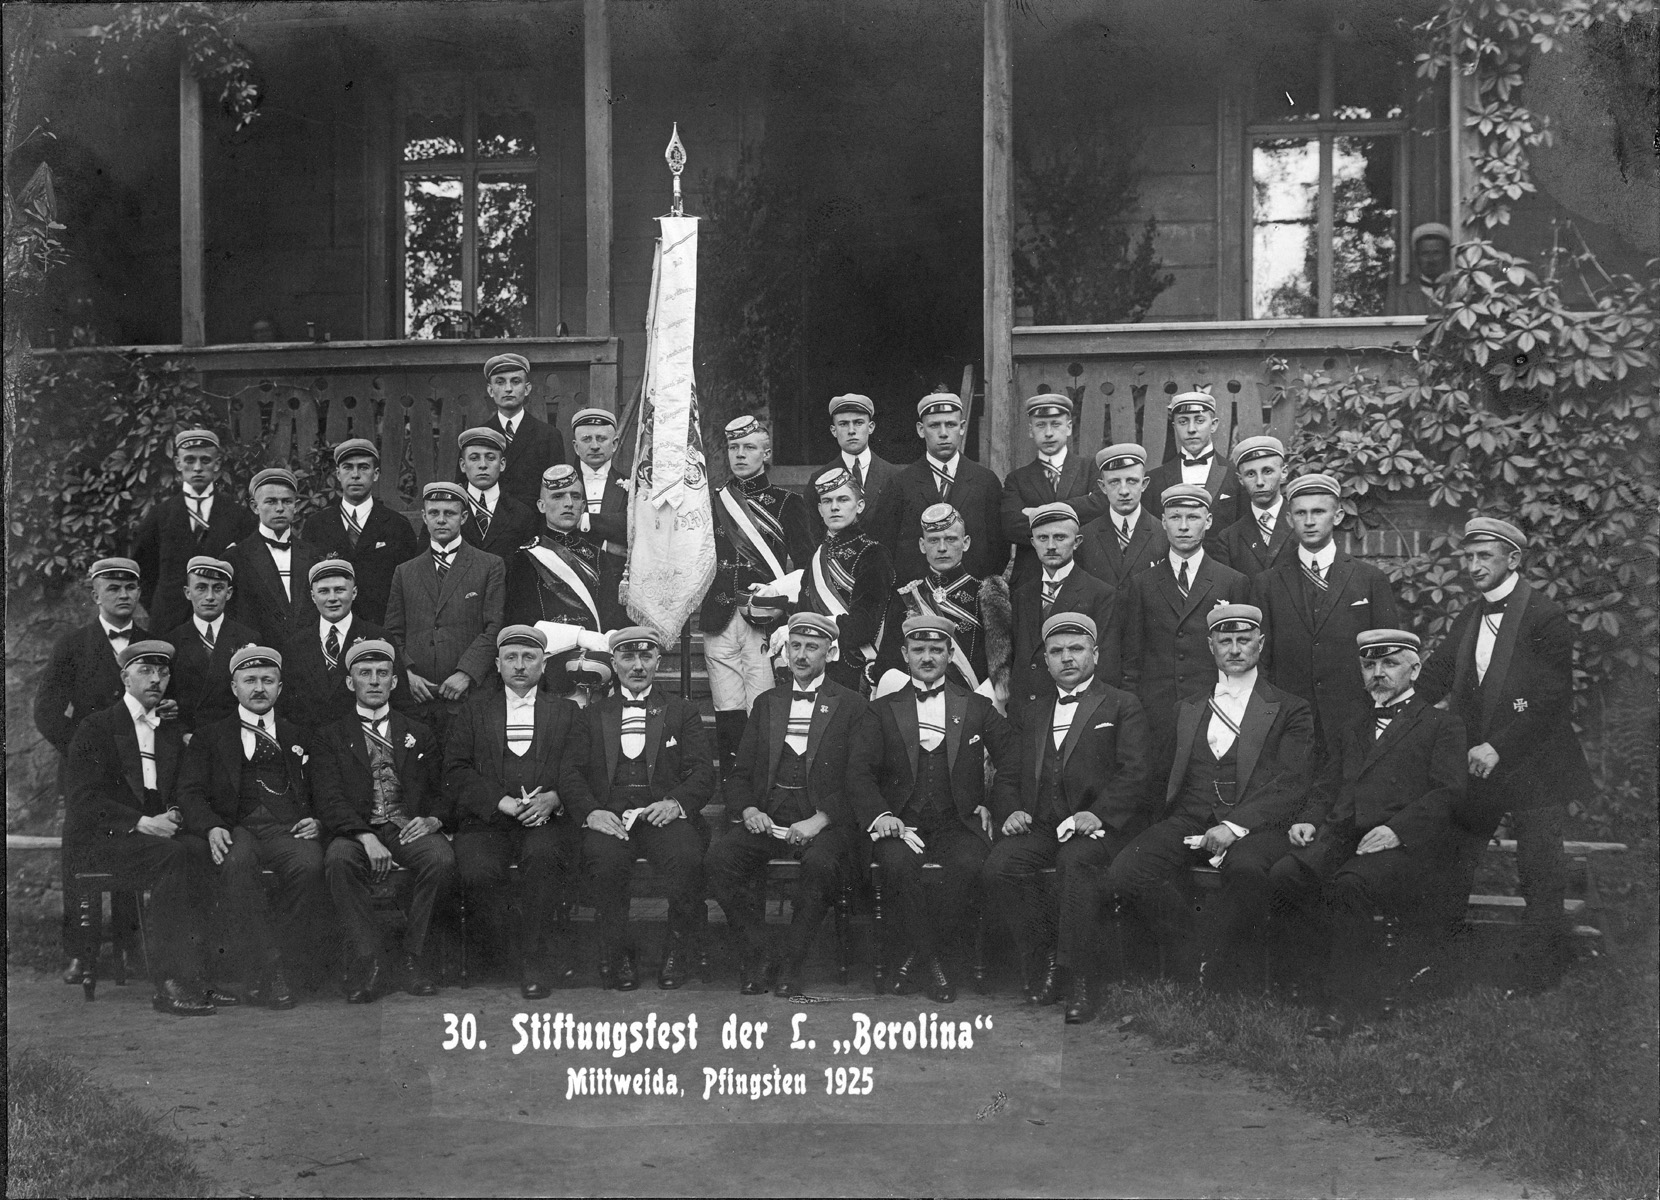 30. Stiftungsfest der L. „Berolina“
Mittweida, Pfingsten 1925